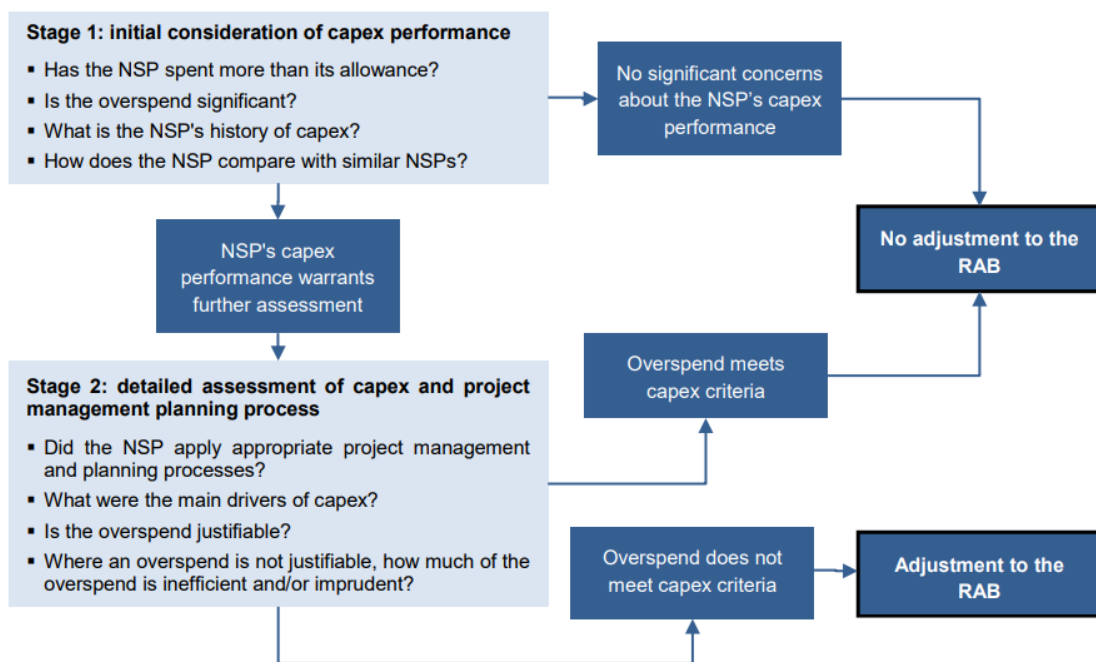 Stage 1: initial consideration of capex performance
▪ Has the NSP spent more than its allowance?
▪ Is the overspend significant?
▪ What is the NSP's history of capex?
▪ How does the NSP compare with similar NSPs?
No significant concerns
about the NSP’s capex
performance
NSP's capex
performance warrants
further assessment
No adjustment to the
RAB
Stage 2: detailed assessment of capex and project
management planning process
▪ Did the NSP apply appropriate project management
and planning processes?
▪ What were the main drivers of capex?
▪ Is the overspend justifiable?
▪ Where an overspend is not justifiable, how much of the
overspend is inefficient and/or imprudent?
Overspend meets
capex criteria
Overspend does not
meet capex criteria
Adjustment to the
RAB